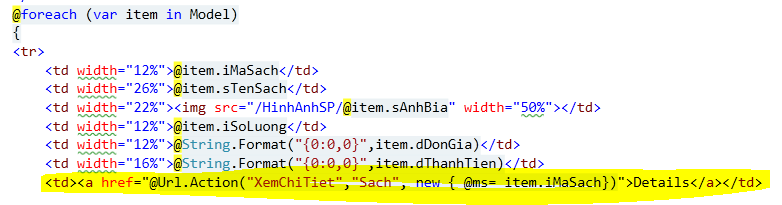 @foreach (var item in Model)
{
<tr>
<td width="12%">@item.iMaSach</td>
<td width="26%">@item.sTenSach</td>
<td width="22%"><img src="/HinhAnhSP/@item.sAnhBia" width="50%"></td>
<td width="12%">@item.iSoLuong</td>
<td width="12%">@String.Format("{0:0,0}",item.dDonGia)</td>
<td width="16%">@String.Format("{0:0,0}",item.dThanhTien)</td>
<td><a href="@Url.Action("XemChiTiet","Sach", new { @ms= item.iMaSach})">Details</a></td>